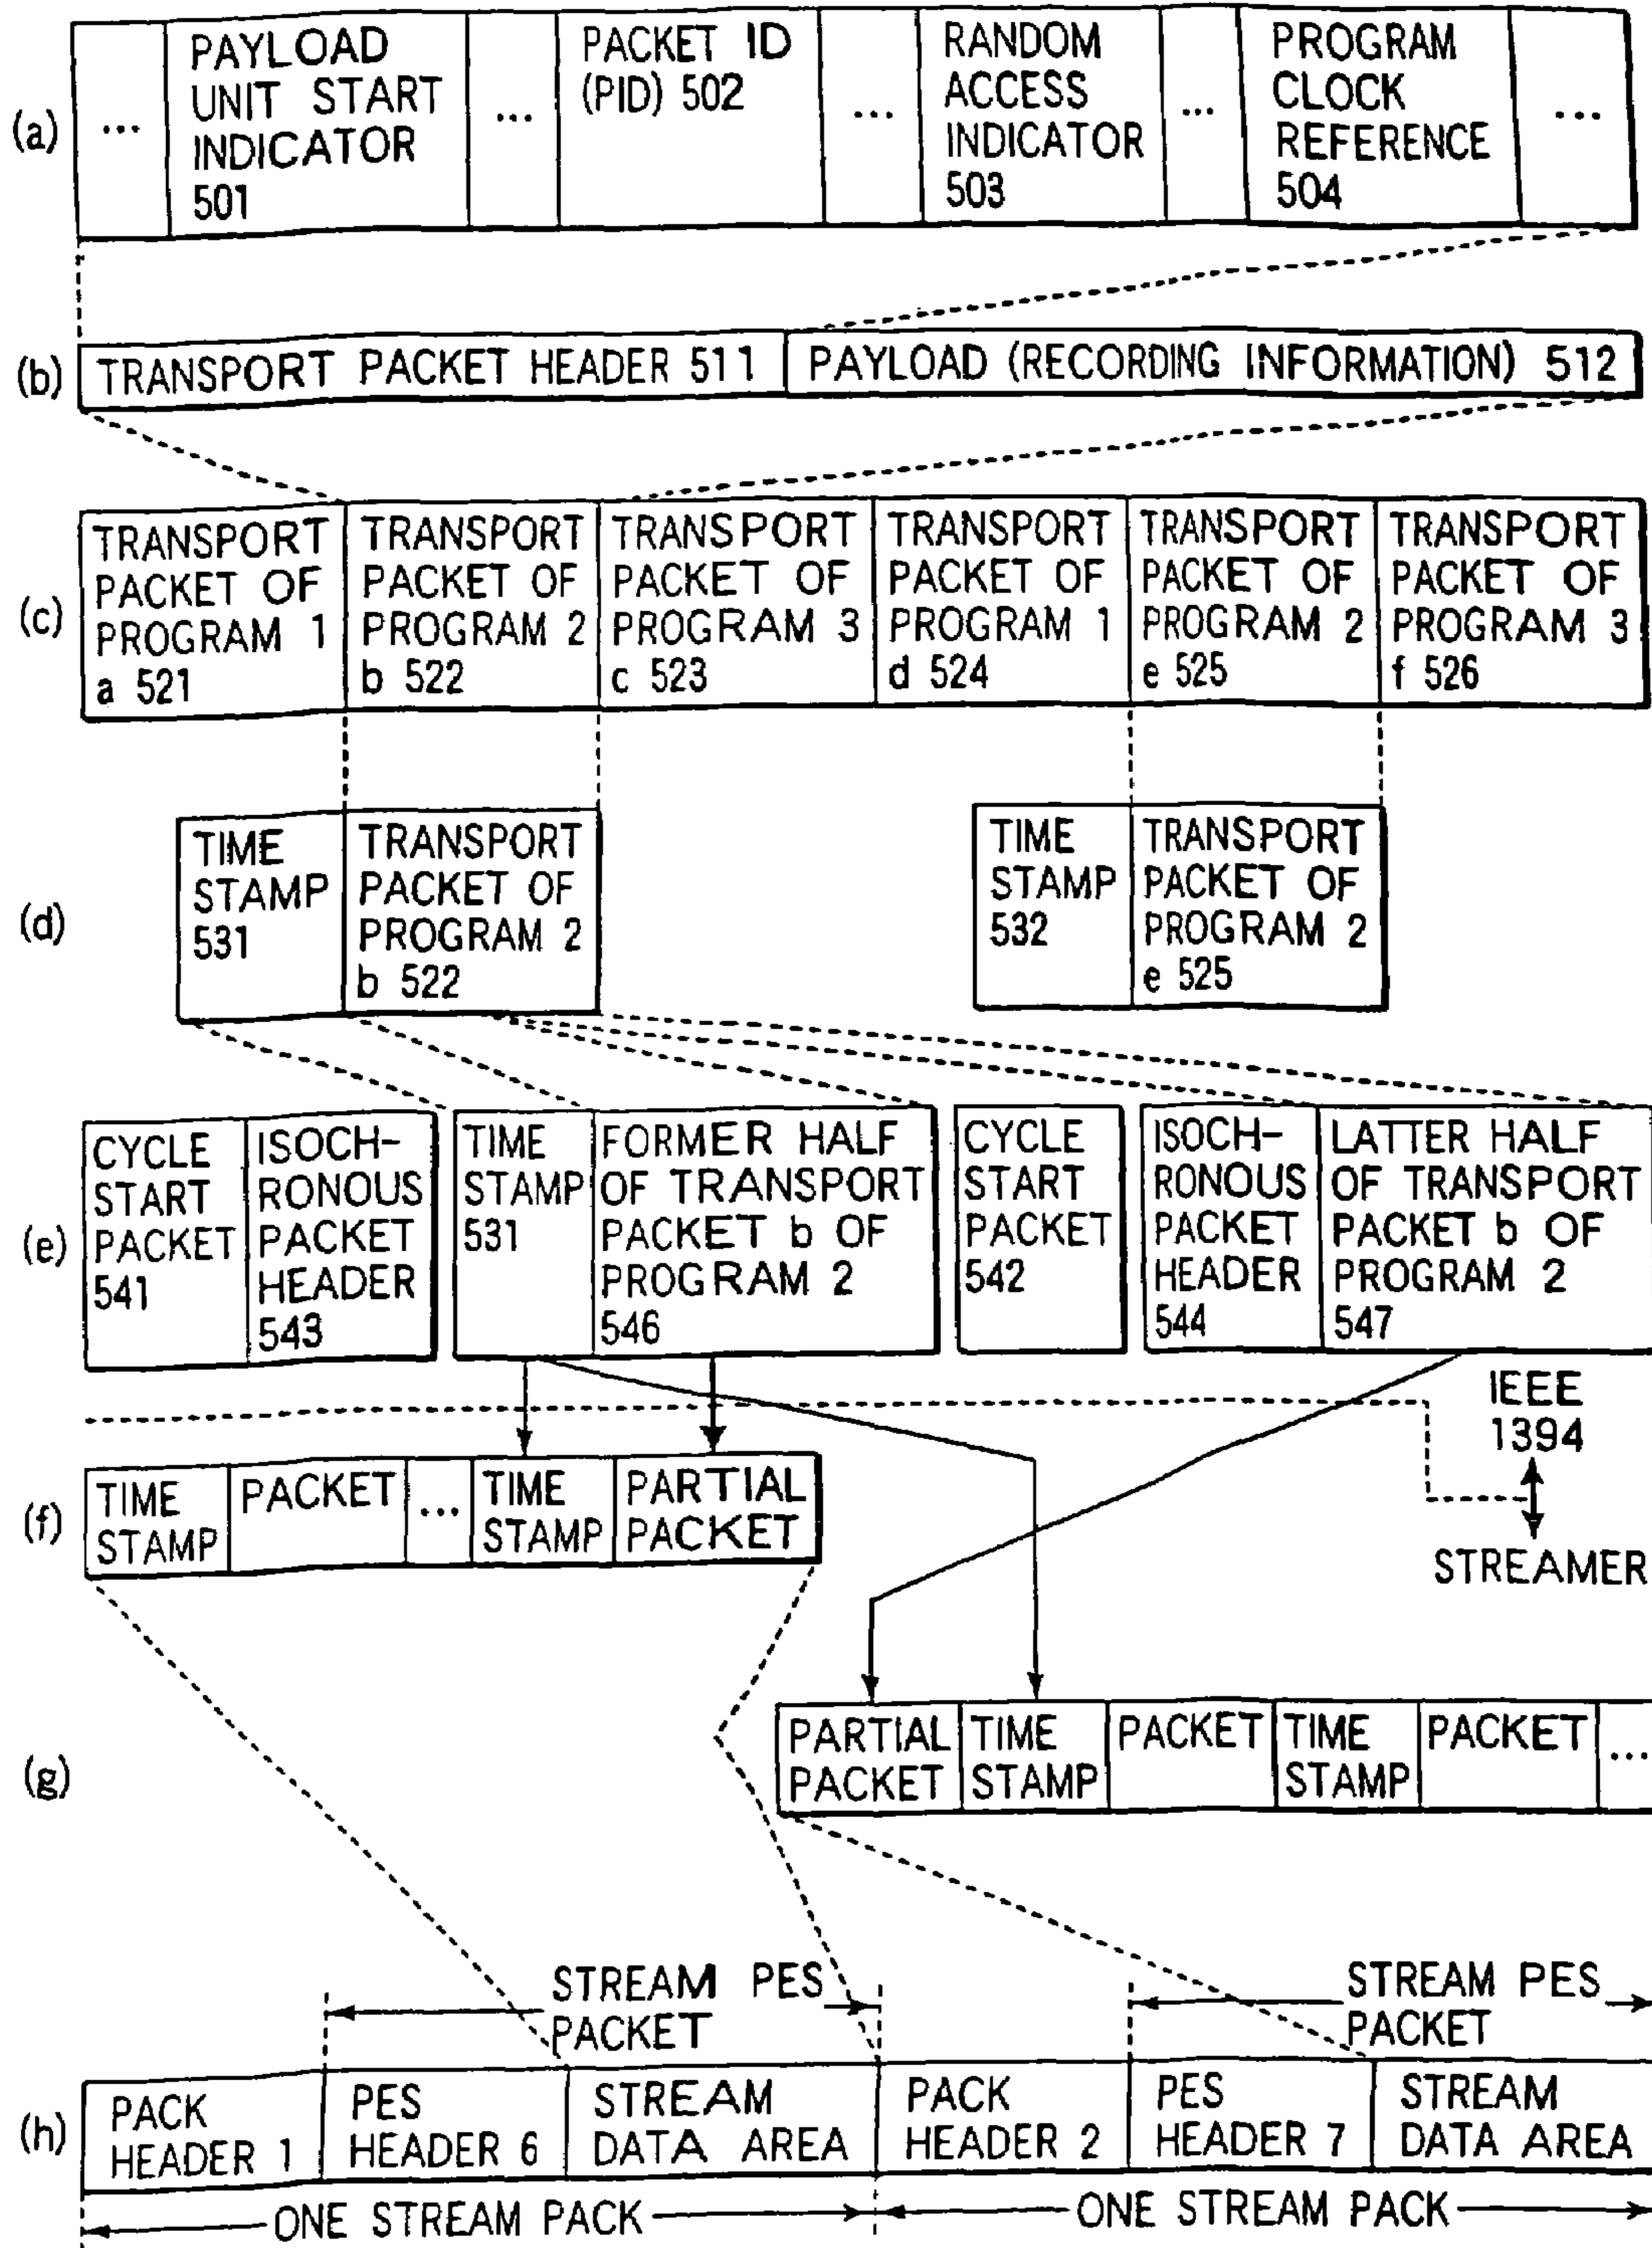 (a)
...
PAYLOAD
UNIT START
INDICATOR
501
...
PACKET ID
(PID) 502
...
RANDOM
ACCESS
INDICATOR
503
...
PROGRAM
CLOCK
REFERENCE
504
...
(b)
TRANSPORT PACKET HEADER 511
PAYLOAD (RECORDING INFORMATION) 512
(c)
TRANSPORT
PACKET OF
PROGRAM 1
a 521
TRANSPORT
PACKET OF
PROGRAM 2
b 522
TRANSPORT
PACKET OF
PROGRAM 3
c 523
TRANSPORT
PACKET OF
PROGRAM 1
d 524
TRANSPORT
PACKET OF
PROGRAM 2
e 525
TRANSPORT
PACKET OF
PROGRAM 3
f 526
(d)
TIME
STAMP
531
TRANSPORT
PACKET OF
PROGRAM 2
b 522
TIME
STAMP
532
TRANSPORT
PACKET OF
PROGRAM 2
e 525
(e)
CYCLE
START
PACKET
541
ISOCH-
RONOUS
PACKET
HEADER
543
TIME
STAMP
531
FORMER HALF
OF TRANSPORT
PACKET b OF
PROGRAM 2
546
CYCLE
START
PACKET
542
ISOCH-
RONOUS
PACKET
HEADER
544
LATTER HALF
OF TRANSPORT
PACKET b OF
PROGRAM 2
547
IEEE
1394
STREAMER
(f)
TIME
STAMP
PACKET
...
TIME
STAMP
PARTIAL
PACKET
(g)
PARTIAL
PACKET
TIME
STAMP
PACKET
TIME
STAMP
PACKET
...
STREAM PES
PACKET
STREAM PES
PACKET
(h)
PACK
HEADER 1
PES
HEADER 6
STREAM
DATA AREA
PACK
HEADER 2
PES
HEADER 7
STREAM
DATA AREA
ONE STREAM PACK
ONE STREAM PACK